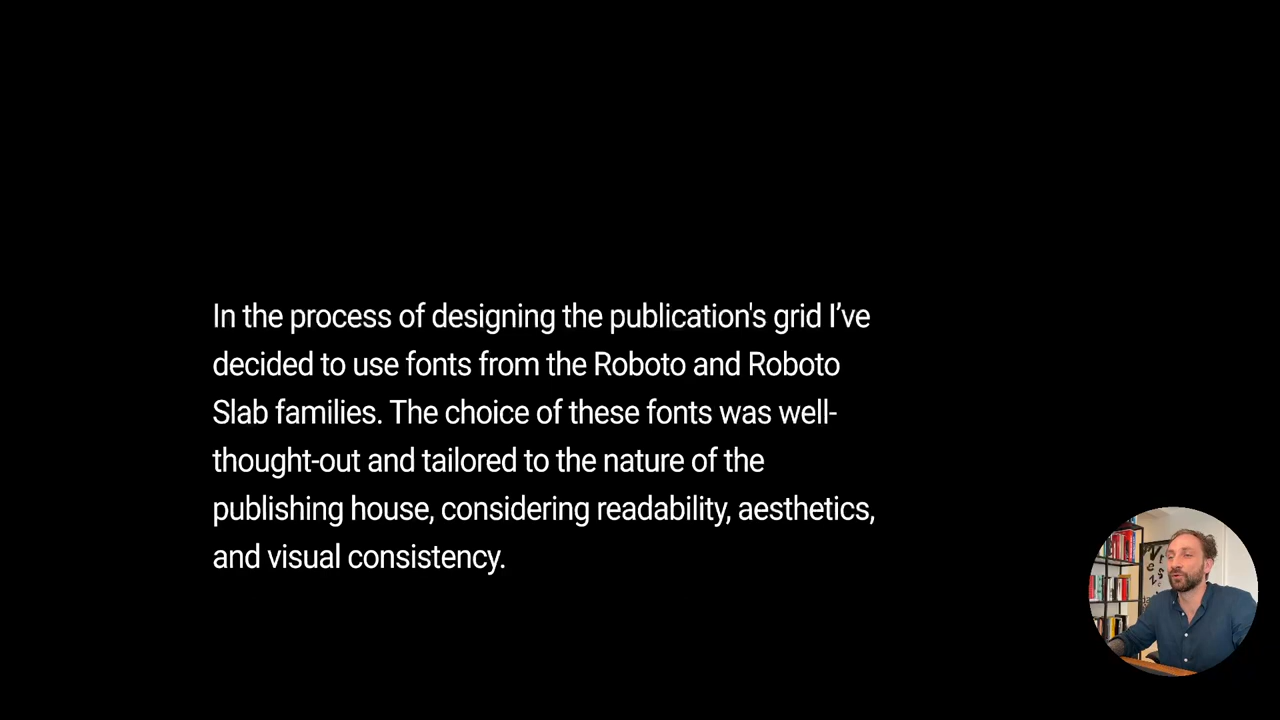 In the process of designing the publication's grid I’ve
decided to use fonts from the Roboto and Roboto
Slab families. The choice of these fonts was well-
thought-out and tailored to the nature of the
publishing house, considering readability, aesthetics,
and visual consistency.